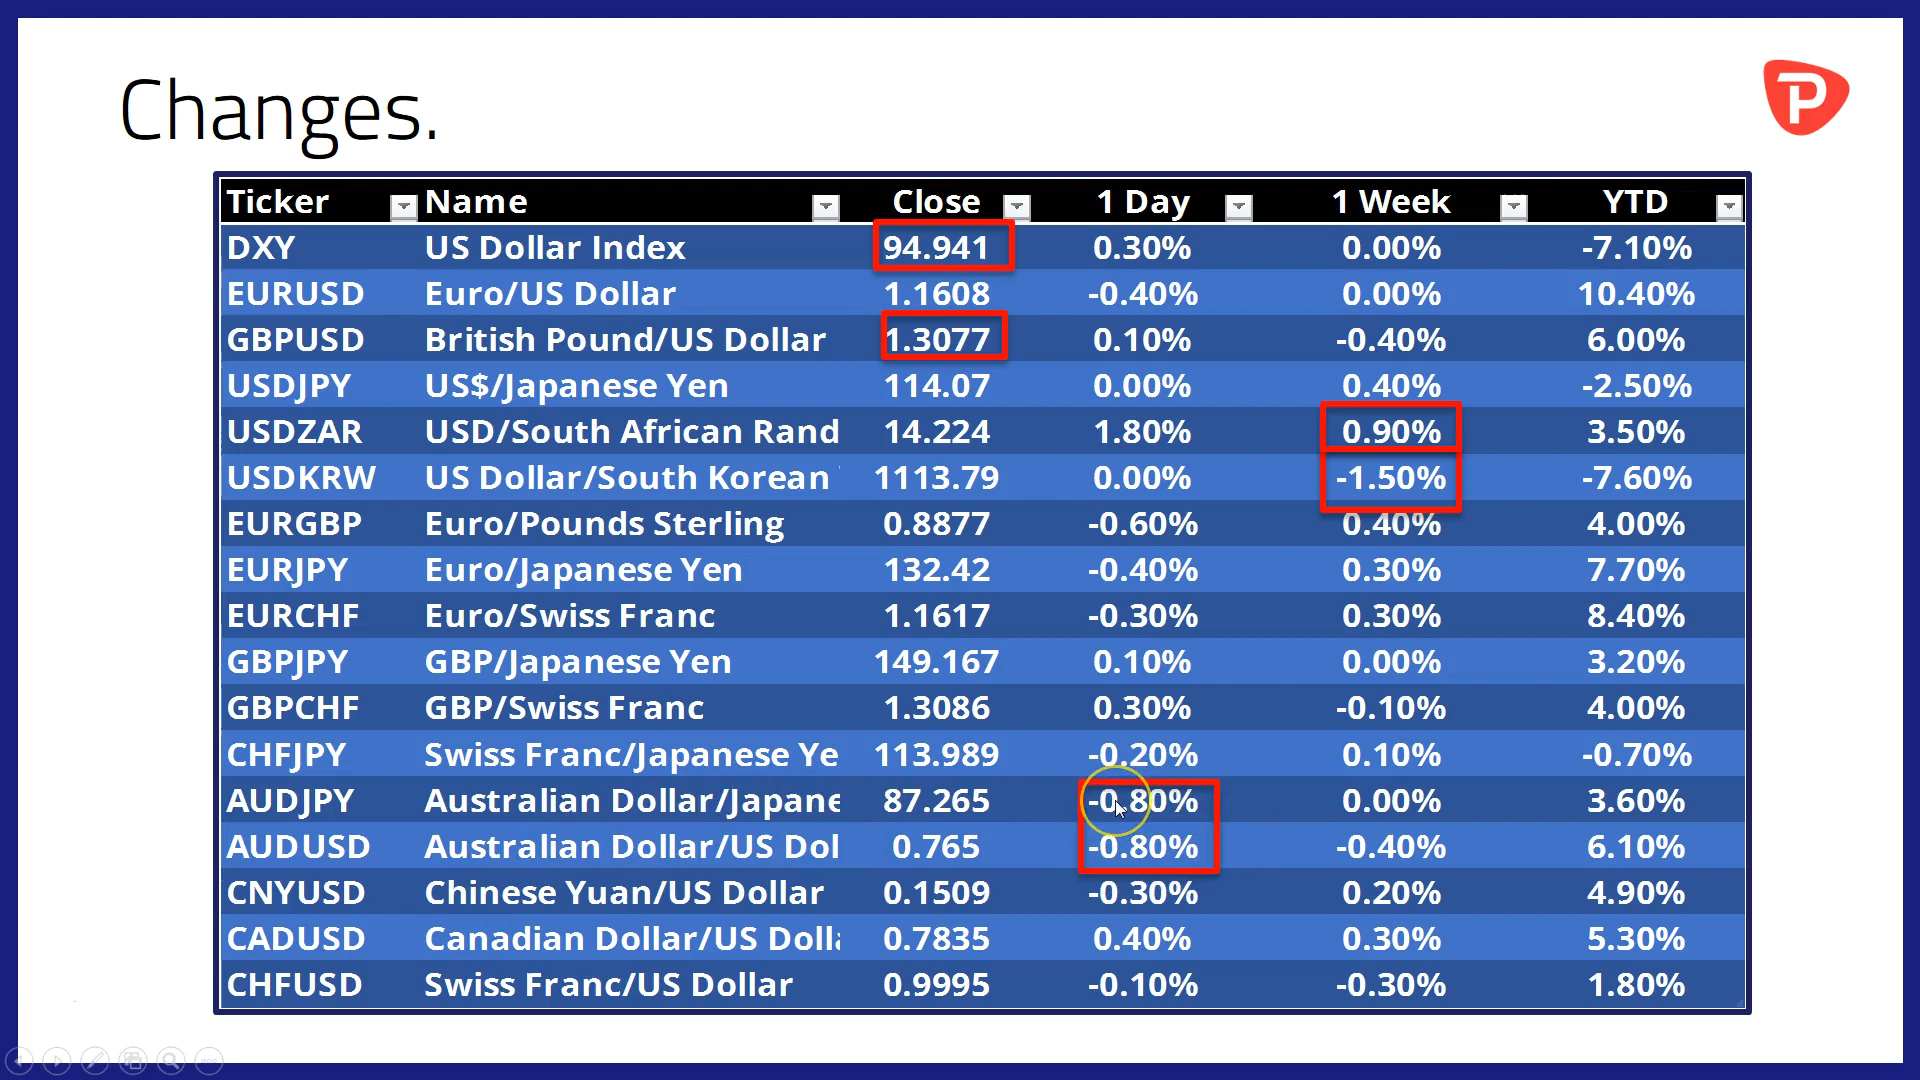 Changes.
P
Ticker Name Close 1 Day 1 Week YTD
DXY US Dollar Index 94.941 0.30% 0.00% -7.10%
EURUSD Euro/US Dollar 1.1608 -0.40% 0.00% 10.40%
GBPUSD British Pound/US Dollar 1.3077 0.10% -0.40% 6.00%
USDJPY US$/Japanese Yen 114.07 0.00% 0.40% -2.50%
USDZAR USD/South African Rand 14.224 1.80% 0.90% 3.50%
USDKRW US Dollar/South Korean 1113.79 0.00% -1.50% -7.60%
EURGBP Euro/Pounds Sterling 0.8877 -0.60% 0.40% 4.00%
EURJPY Euro/Japanese Yen 132.42 -0.40% 0.30% 7.70%
EURCHF Euro/Swiss Franc 1.1617 -0.30% 0.30% 8.40%
GBPJPY GBP/Japanese Yen 149.167 0.10% 0.00% 3.20%
GBPCHF GBP/Swiss Franc 1.3086 0.30% -0.10% 4.00%
CHFJPY Swiss Franc/Japanese Ye 113.989 -0.20% 0.10% -0.70%
AUDJPY Australian Dollar/Japane 87.265 -0.80% 0.00% 3.60%
AUDUSD Australian Dollar/US Dol 0.765 -0.80% -0.40% 6.10%
CNYUSD Chinese Yuan/US Dollar 0.1509 -0.30% 0.20% 4.90%
CADUSD Canadian Dollar/US Dolla 0.7835 0.40% 0.30% 5.30%
CHFUSD Swiss Franc/US Dollar 0.9995 -0.10% -0.30% 1.80%